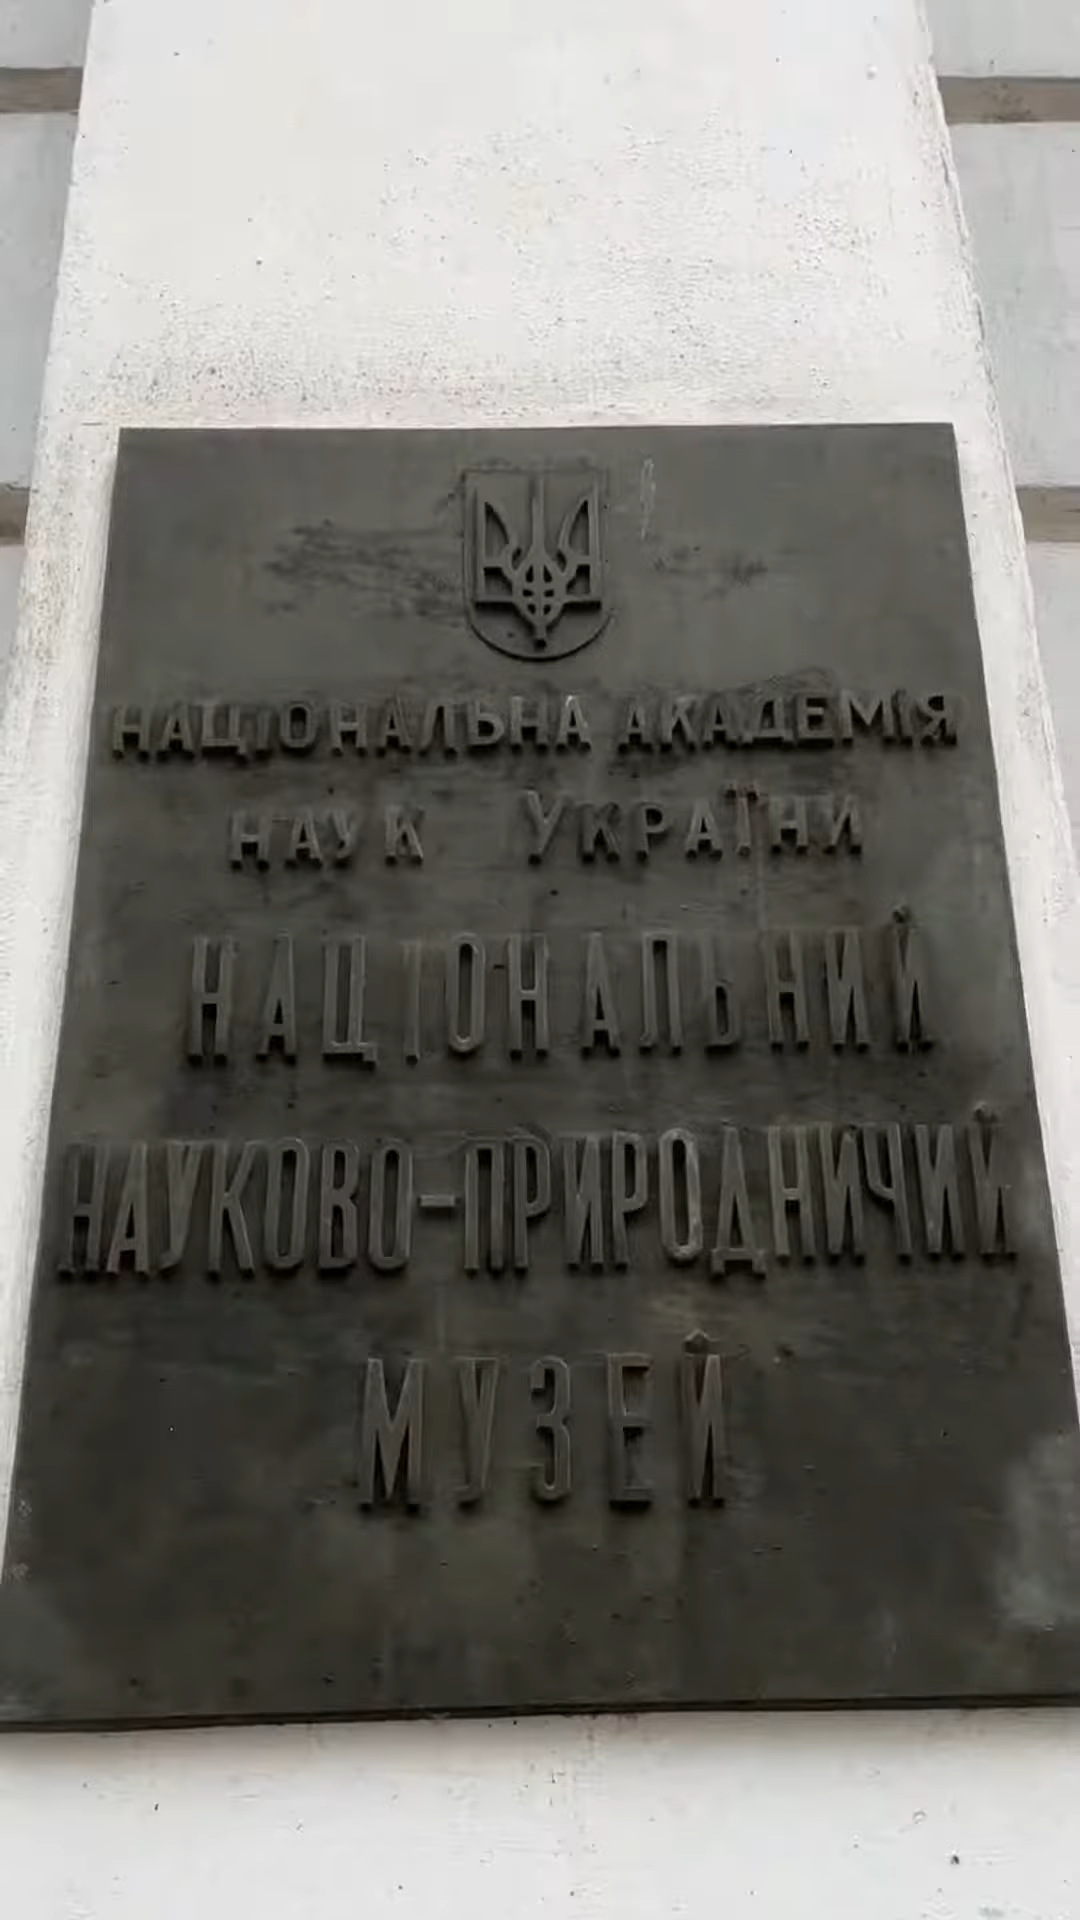 НАЦІОНАЛЬНА АКАДЕМІЯ
НАУК УКРАЇНИ
НАЦІОНАЛЬНИЙ
НАУКОВО-ПРИРОДНИЧИЙ
МУЗЕЙ